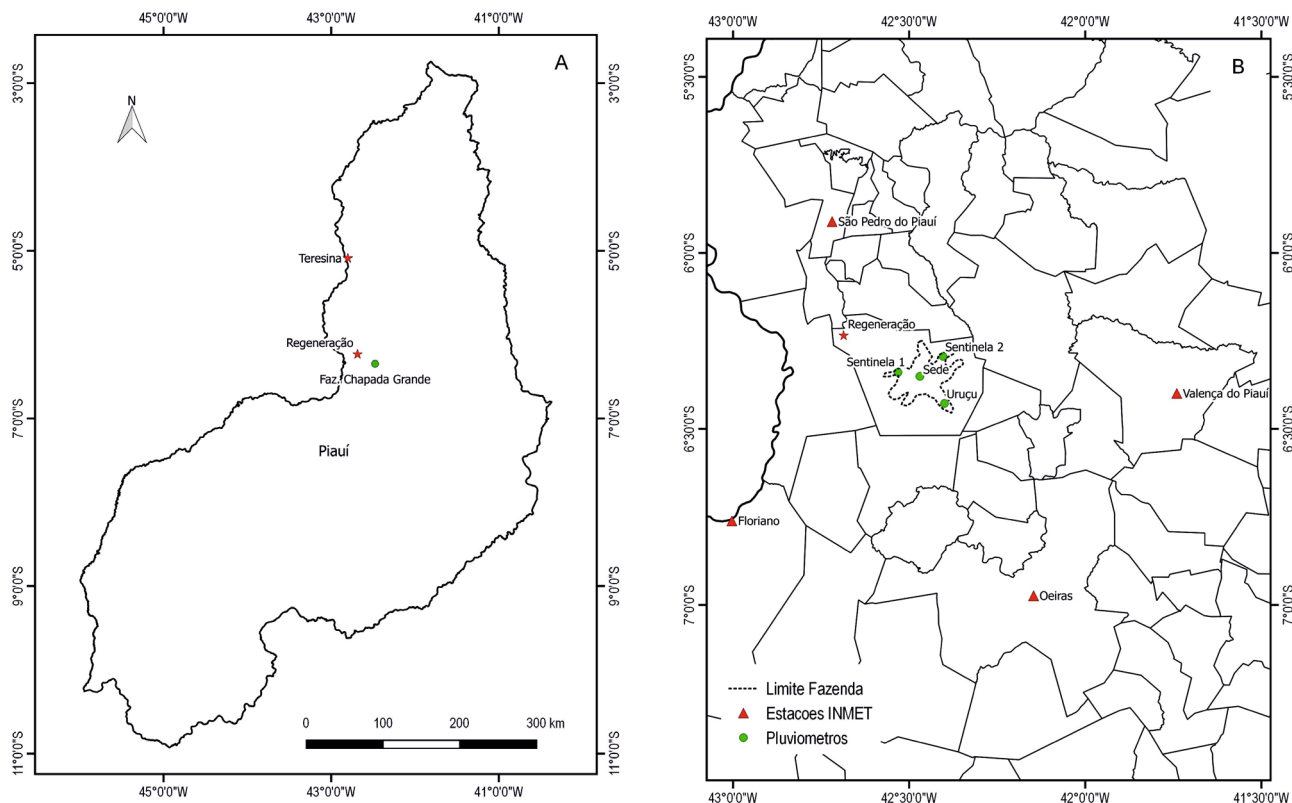 45°0'0"W 43°0'0"W 41°0'0"W
A
N
3°0'0"S 3°0'0"S
5°0'0"S 5°0'0"S
Teresina
Regeneração
Faz. Chapada Grande
7°0'0"S 7°0'0"S
Piauí
9°0'0"S 9°0'0"S
0 100 200 300 km
11°0'0"S 11°0'0"S
45°0'0"W 43°0'0"W 41°0'0"W
43°0'0"W 42°30'0"W 42°0'0"W 41°30'0"W
B
5°30'0"S 5°30'0"S
São Pedro do Piauí
6°0'0"S 6°0'0"S
Regeneração
Sentinela 2
Sentinela 1
Sede
Uruçu
Valença do Piauí
6°30'0"S 6°30'0"S
Floriano
Oeiras
7°0'0"S 7°0'0"S
Limite Fazenda
Estacoes INMET
Pluviometros
43°0'0"W 42°30'0"W 42°0'0"W 41°30'0"W